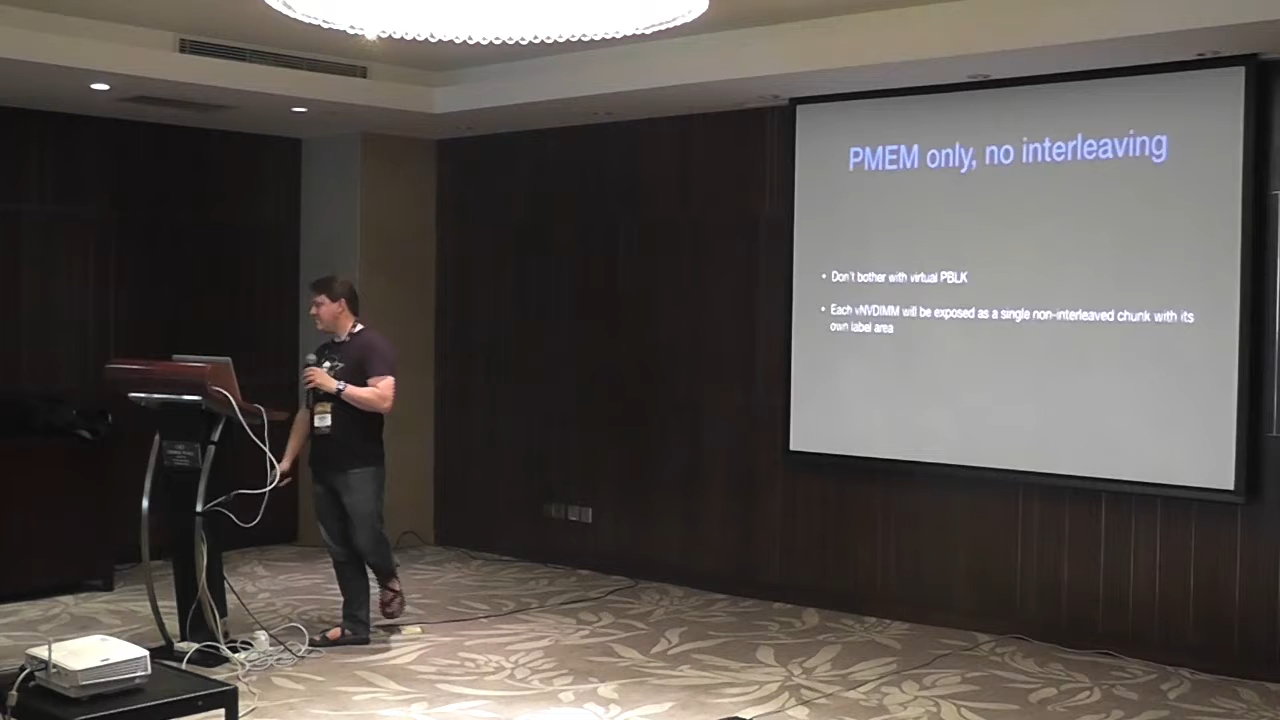 PMEM only, no interleaving
• Don't bother with virtual PBLK
• Each vNVDIMM will be exposed as a single non-interleaved chunk with its
own label area